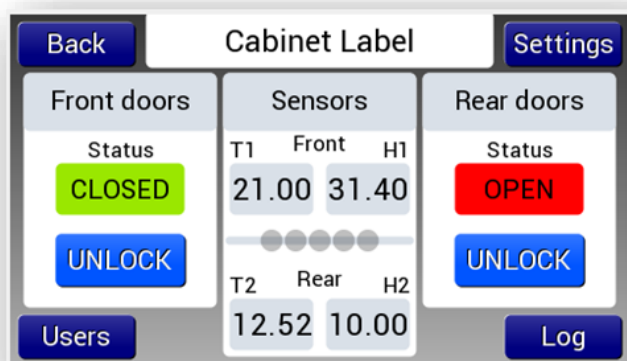 Back
Cabinet Label
Settings
Front doors
Status
CLOSED
UNLOCK
Sensors
T1 Front H1
21.00 31.40
T2 Rear H2
12.52 10.00
Rear doors
Status
OPEN
UNLOCK
Users
Log